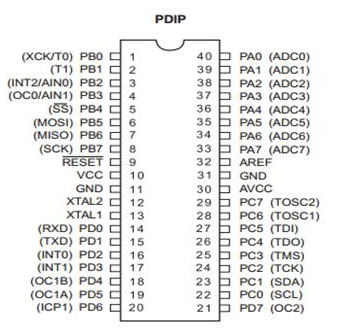 PDIP
(XCK/T0) PB0 1 40 PA0 (ADC0)
(T1) PB1 2 39 PA1 (ADC1)
(INT2/AIN0) PB2 3 38 PA2 (ADC2)
(OC0/AIN1) PB3 4 37 PA3 (ADC3)
(SS) PB4 5 36 PA4 (ADC4)
(MOSI) PB5 6 35 PA5 (ADC5)
(MISO) PB6 7 34 PA6 (ADC6)
(SCK) PB7 8 33 PA7 (ADC7)
RESET 9 32 AREF
VCC 10 31 GND
GND 11 30 AVCC
XTAL2 12 29 PC7 (TOSC2)
XTAL1 13 28 PC6 (TOSC1)
(RXD) PD0 14 27 PC5 (TDI)
(TXD) PD1 15 26 PC4 (TDO)
(INT0) PD2 16 25 PC3 (TMS)
(INT1) PD3 17 24 PC2 (TCK)
(OC1B) PD4 18 23 PC1 (SDA)
(OC1A) PD5 19 22 PC0 (SCL)
(ICP1) PD6 20 21 PD7 (OC2)